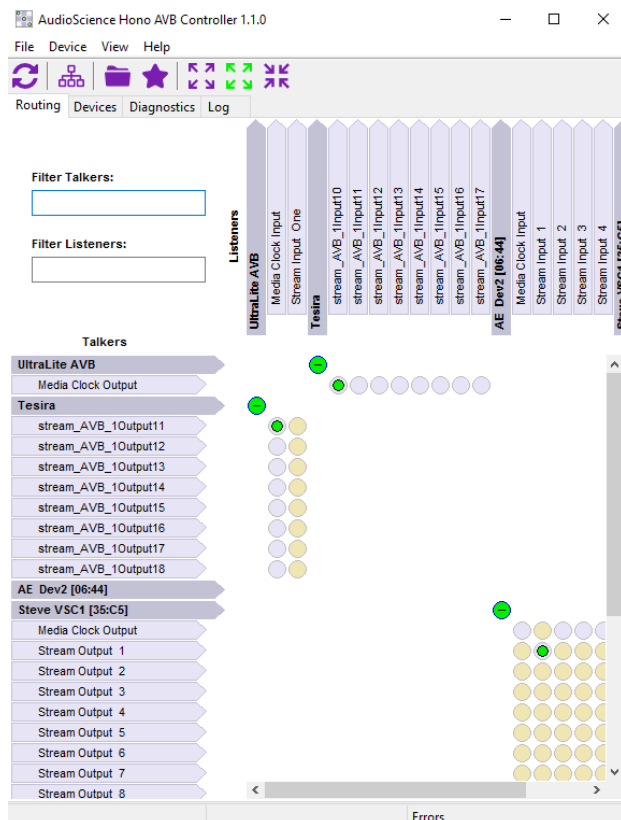 AudioScience Hono AVB Controller 1.1.0
File Device View Help
Routing Devices Diagnostics Log
Filter Talkers:
Filter Listeners:
Listeners
UltraLite AVB
Media Clock Input
Stream Input One
Tesira
stream_AVB_1Input10
stream_AVB_1Input11
stream_AVB_1Input12
stream_AVB_1Input13
stream_AVB_1Input14
stream_AVB_1Input15
stream_AVB_1Input16
stream_AVB_1Input17
AE Dev2 [06:44]
Media Clock Input
Stream Input 1
Stream Input 2
Stream Input 3
Stream Input 4
Steve VSC1 [35:C5]
Talkers
UltraLite AVB
Media Clock Output
Tesira
stream_AVB_1Output11
stream_AVB_1Output12
stream_AVB_1Output13
stream_AVB_1Output14
stream_AVB_1Output15
stream_AVB_1Output16
stream_AVB_1Output17
stream_AVB_1Output18
AE Dev2 [06:44]
Steve VSC1 [35:C5]
Media Clock Output
Stream Output 1
Stream Output 2
Stream Output 3
Stream Output 4
Stream Output 5
Stream Output 6
Stream Output 7
Stream Output 8
Errors